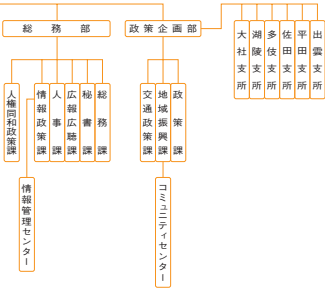 総務部
政策企画部
大社支所
湖陵支所
多伎支所
佐田支所
平田支所
出雲支所
人権同和政策課
情報政策課
人事課
広報広聴課
秘書課
総務課
交通政策課
地域振興課
政策課
情報管理センター
コミュニティセンター